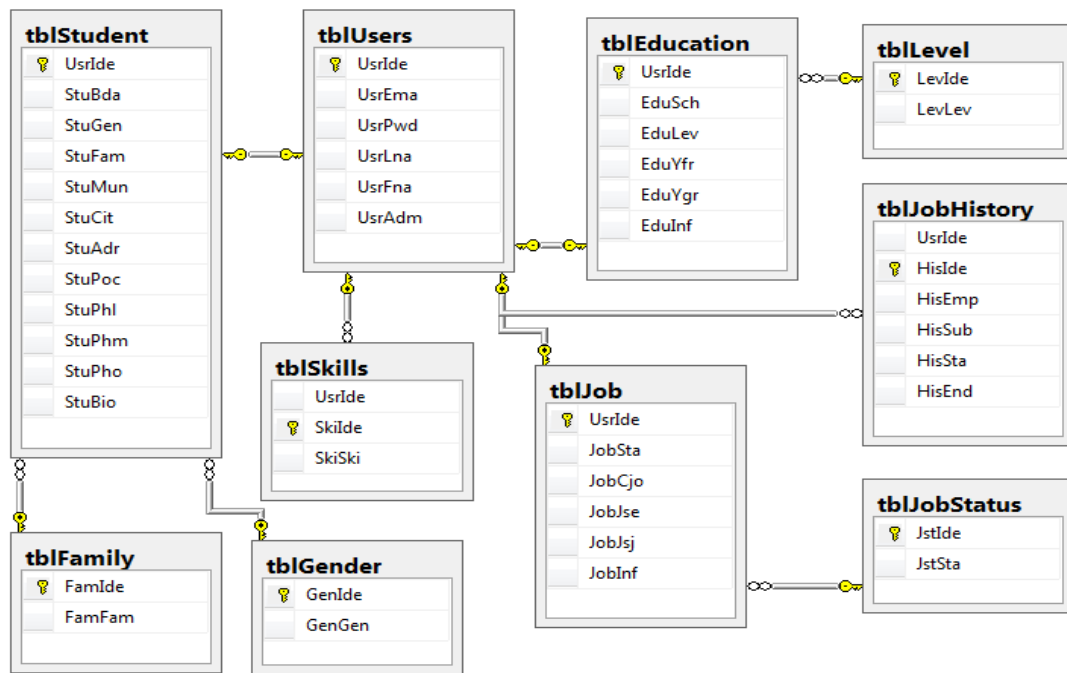 tblStudent
UsrIde
StuBda
StuGen
StuFam
StuMun
StuCit
StuAdr
StuPoc
StuPhl
StuPhm
StuPho
StuBio
tblUsers
UsrIde
UsrEma
UsrPwd
UsrLna
UsrFna
UsrAdm
tblEducation
UsrIde
EduSch
EduLev
EduYfr
EduYgr
EduInf
tblLevel
LevIde
LevLev
tblJobHistory
UsrIde
HisIde
HisEmp
HisSub
HisSta
HisEnd
tblSkills
UsrIde
SkiIde
SkiSki
tblJob
UsrIde
JobSta
JobCjo
JobJse
JobJsj
JobInf
tblJobStatus
JstIde
JstSta
tblFamily
FamIde
FamFam
tblGender
GenIde
GenGen